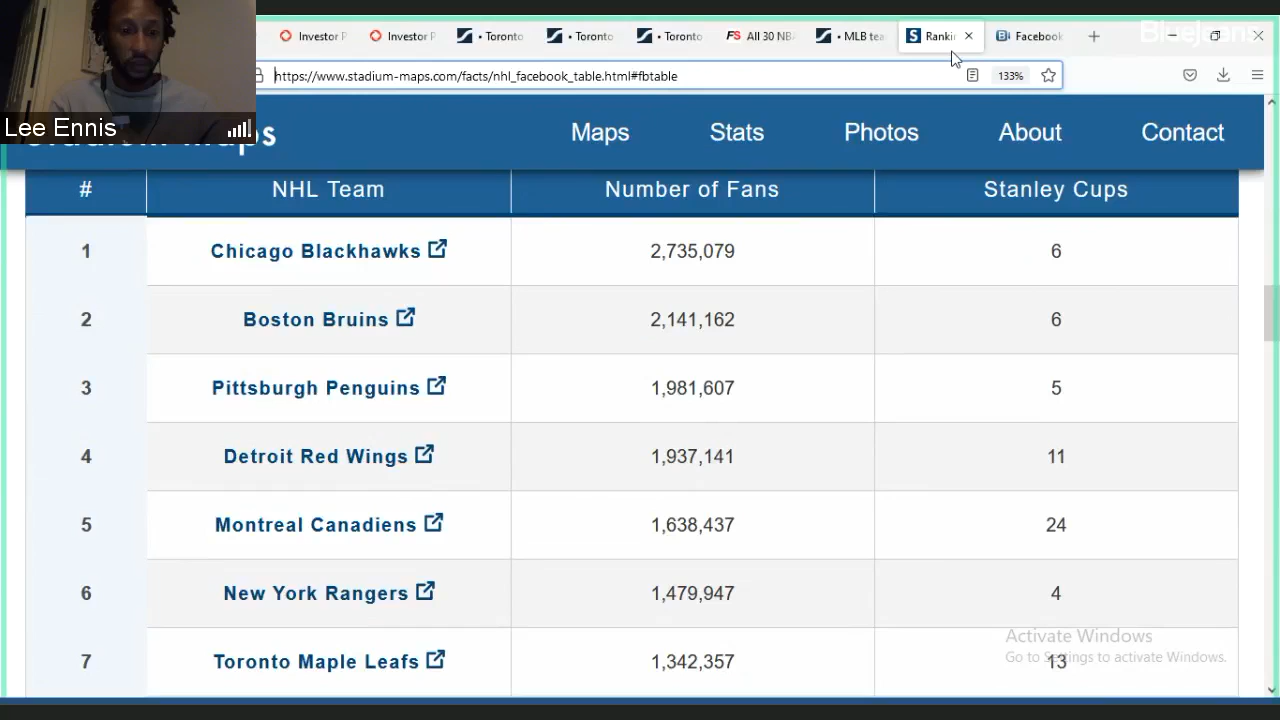 Investor P
Investor P
• Toronto
• Toronto
• Toronto
FS All 30 NBA
• MLB tea
S Rankin
Facebook
BlueJeans
https://www.stadium-maps.com/facts/nhl_facebook_table.html#fbtable
133%
Lee Ennis
Maps Stats Photos About Contact
# NHL Team Number of Fans Stanley Cups
1 Chicago Blackhawks 2,735,079 6
2 Boston Bruins 2,141,162 6
3 Pittsburgh Penguins 1,981,607 5
4 Detroit Red Wings 1,937,141 11
5 Montreal Canadiens 1,638,437 24
6 New York Rangers 1,479,947 4
7 Toronto Maple Leafs 1,342,357 13
Activate Windows
Go to Settings to activate Windows.